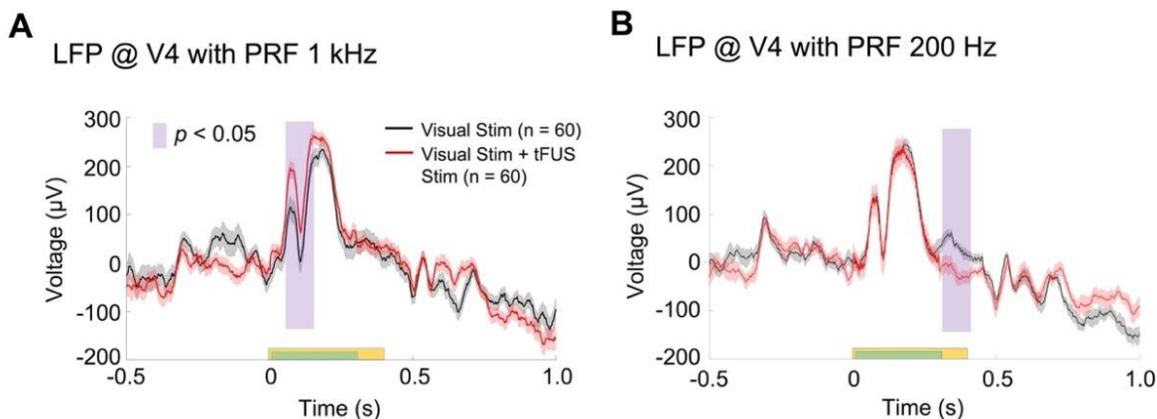 A
LFP @ V4 with PRF 1 kHz
300
200
100
0
-100
-200
Voltage (µV)
p < 0.05
Visual Stim (n = 60)
Visual Stim + tFUS
Stim (n = 60)
-0.5
0
0.5
1.0
Time (s)
B
LFP @ V4 with PRF 200 Hz
300
200
100
0
-100
-200
Voltage (µV)
-0.5
0
0.5
1.0
Time (s)